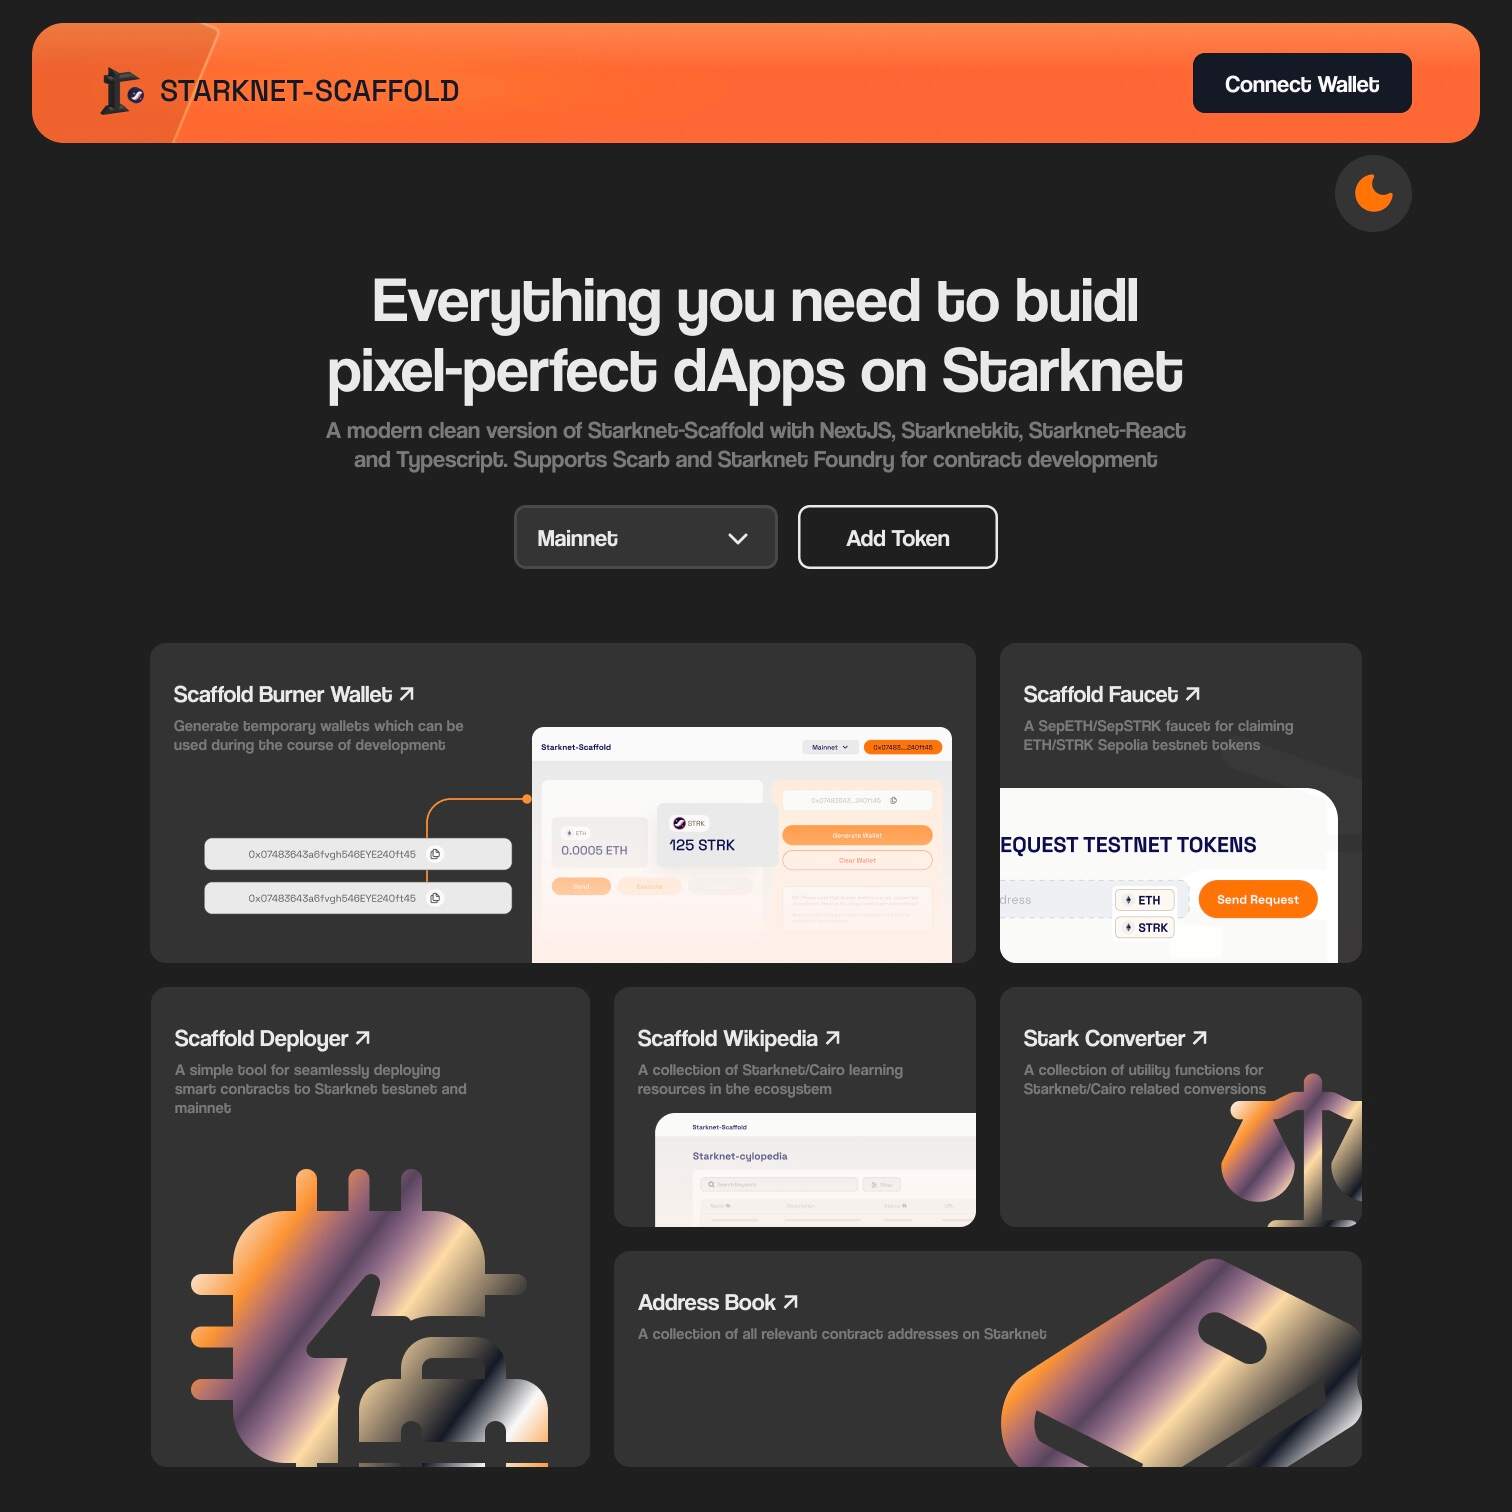 STARKNET-SCAFFOLD
Connect Wallet
Everything you need to buidl
pixel-perfect dApps on Starknet
A modern clean version of Starknet-Scaffold with NextJS, Starknetkit, Starknet-React
and Typescript. Supports Scarb and Starknet Foundry for contract development
Mainnet
Add Token
Scaffold Burner Wallet
Generate temporary wallets which can be
used during the course of development
0x07483643a6fvgh546EYE240ft45
0x07483643a6fvgh546EYE240ft45
Starknet-Scaffold
Mainnet
0x07483...240ft45
ETH
0.0005 ETH
STRK
125 STRK
Send
0x07483643...240ft45
Generate Wallet
Clear Wallet
Scaffold Faucet
A SepETH/SepSTRK faucet for claiming
ETH/STRK Sepolia testnet tokens
EQUEST TESTNET TOKENS
dress
ETH
STRK
Send Request
Scaffold Deployer
A simple tool for seamlessly deploying
smart contracts to Starknet testnet and
mainnet
Scaffold Wikipedia
A collection of Starknet/Cairo learning
resources in the ecosystem
Starknet-Scaffold
Starknet-cylopedia
Search keyword
Stark Converter
A collection of utility functions for
Starknet/Cairo related conversions
Address Book
A collection of all relevant contract addresses on Starknet